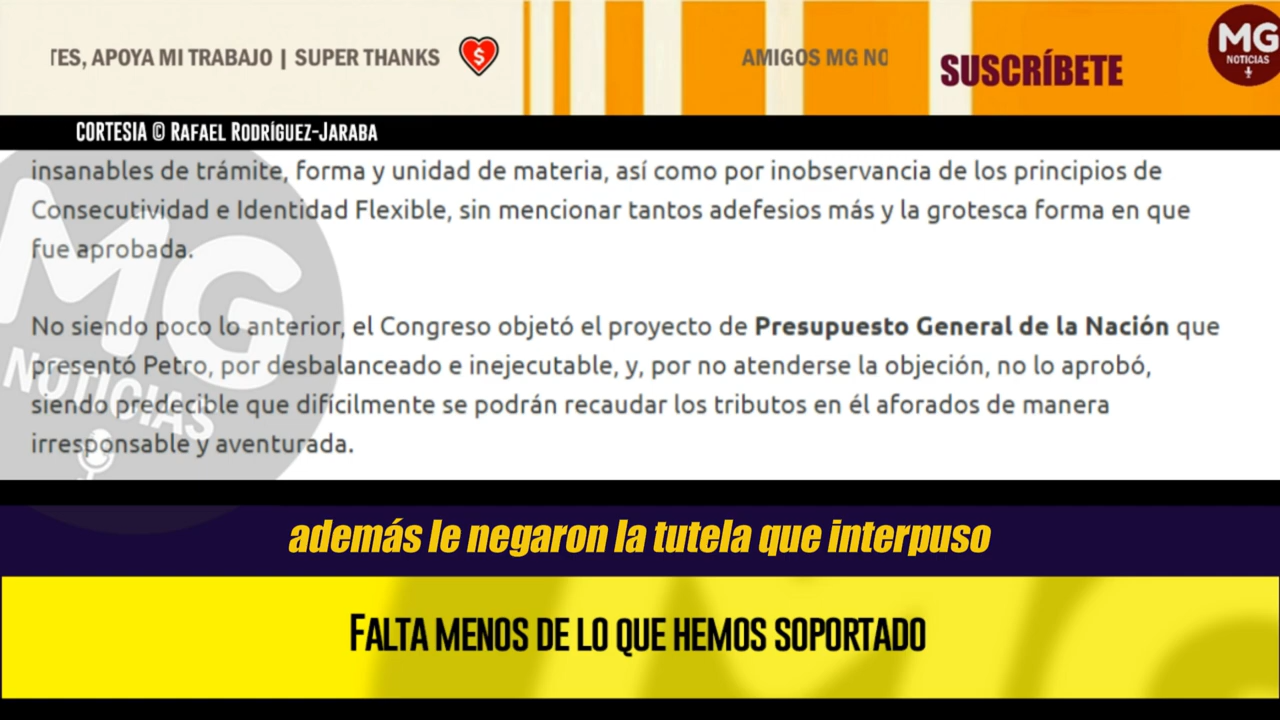 TES, APOYA MI TRABAJO | SUPER THANKS
$
AMIGOS MG NO
SUSCRÍBETE
MG
NOTICIAS
CORTESIA © RAFAEL RODRÍGUEZ-JARABA
insanables de trámite, forma y unidad de materia, así como por inobservancia de los principios de
Consecutividad e Identidad Flexible, sin mencionar tantos adefesios más y la grotesca forma en que
fue aprobada.
No siendo poco lo anterior, el Congreso objetó el proyecto de Presupuesto General de la Nación que
presentó Petro, por desbalanceado e inejecutable, y, por no atenderse la objeción, no lo aprobó,
siendo predecible que difícilmente se podrán recaudar los tributos en él aforados de manera
irresponsable y aventurada.
MG
NOTICIAS
además le negaron la tutela que interpuso
FALTA MENOS DE LO QUE HEMOS SOPORTADO